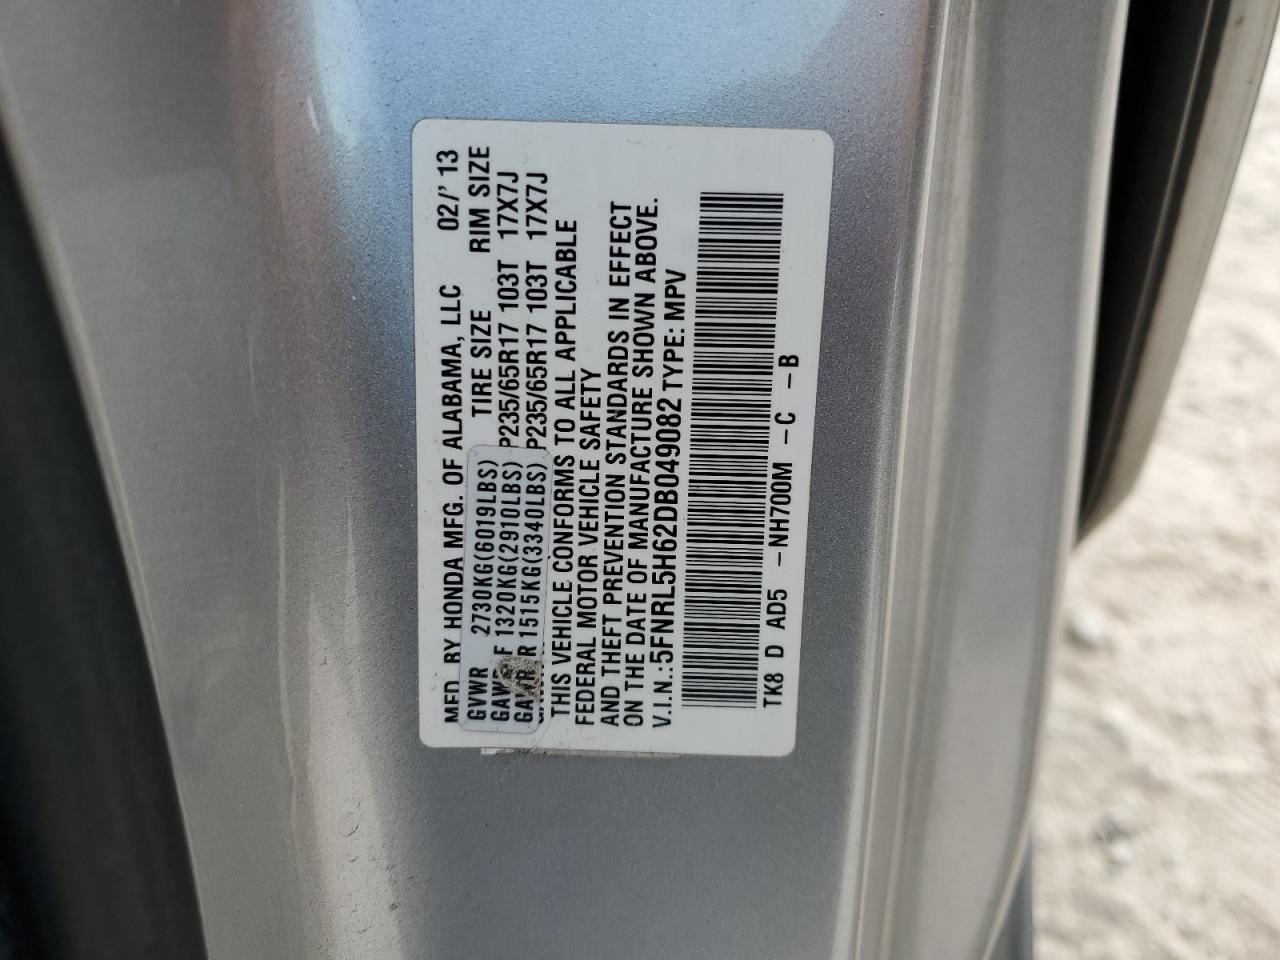 MFD. BY HONDA MFG. OF ALABAMA, LLC 02/' 13
GVWR 2730KG(6019LBS) TIRE SIZE RIM SIZE
F 1320KG(2910LBS) P235/65R17 103T 17X7J
R 1515KG(3340LBS) P235/65R17 103T 17X7J
THIS VEHICLE CONFORMS TO ALL APPLICABLE
FEDERAL MOTOR VEHICLE SAFETY
AND THEFT PREVENTION STANDARDS IN EFFECT
ON THE DATE OF MANUFACTURE SHOWN ABOVE.
V.I.N.:5FNRL5H62DB049082 TYPE: MPV
TK8 D AD5 -NH700M -C -B